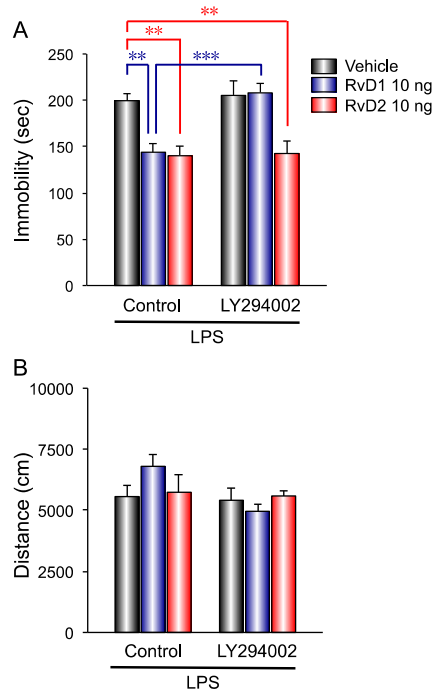 A
**
**
**
***
Vehicle
RvD1 10 ng
RvD2 10 ng
Immobility (sec)
250
200
150
100
50
0
Control LY294002
LPS
B
Distance (cm)
10000
7500
5000
2500
0
Control LY294002
LPS